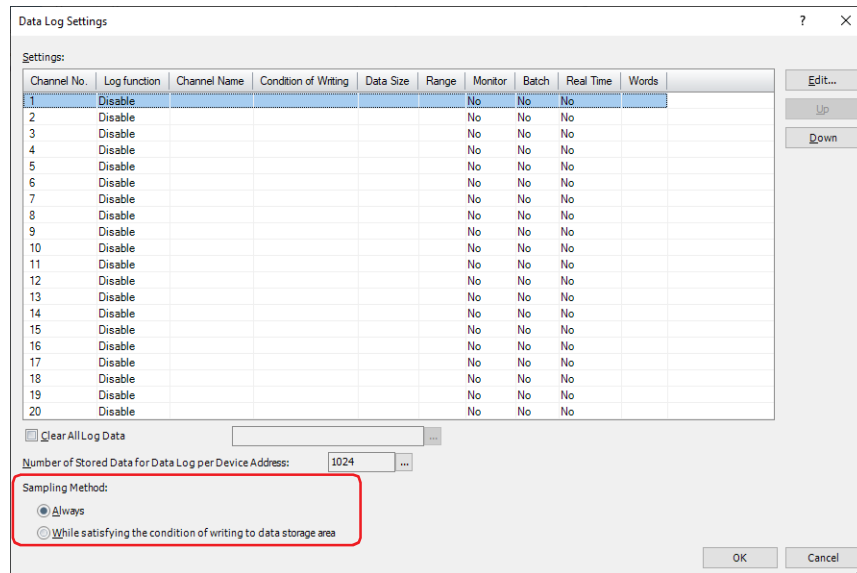 Data Log Settings ? X
Settings:
Channel No. Log function Channel Name Condition of Writing Data Size Range Monitor Batch Real Time Words Edit...
1 Disable No No No
Up
2 Disable No No No
3 Disable No No No Down
4 Disable No No No
5 Disable No No No
6 Disable No No No
7 Disable No No No
8 Disable No No No
9 Disable No No No
10 Disable No No No
11 Disable No No No
12 Disable No No No
13 Disable No No No
14 Disable No No No
15 Disable No No No
16 Disable No No No
17 Disable No No No
18 Disable No No No
19 Disable No No No
20 Disable No No No
Clear All Log Data ...
Number of Stored Data for Data Log per Device Address: 1024 ...
Sampling Method:
Always
While satisfying the condition of writing to data storage area
OK Cancel